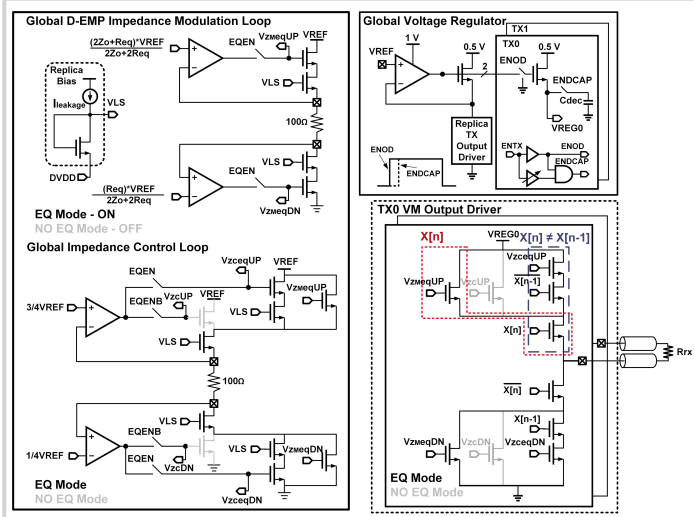 Global D-EMP Impedance Modulation Loop
(2Zo+Req)*VREF
2Zo+2Req
EQEN
VzMeqUP
VREF
Replica
Bias
Ileakage
VLS
VLS
100Ω
DVDD
VLS
(Req)*VREF
2Zo+2Req
EQEN
VzMeqDN
EQ Mode - ON
NO EQ Mode - OFF
Global Impedance Control Loop
VzceqUP
VREF
EQEN
VzcUP
VREF
EQENB
VzMeqUP
3/4VREF
VLS
VLS
100Ω
VLS
EQENB
VLS
VzMeqDN
1/4VREF
EQEN
VzcDN
VzceqDN
EQ Mode
NO EQ Mode
Global Voltage Regulator
TX1
TX0
1 V
VREF
0.5 V
2
ENOD
0.5 V
ENDCAP
Cdec
VREG0
Replica
TX
Output
Driver
ENOD
ENDCAP
ENTX
ENOD
ENDCAP
TX0 VM Output Driver
X[n]
VREG0
X[n] ≠ X[n-1]
VzceqUP
VzMeqUP
VzcUP
X[n-1]
X[n]
Rrx
X[n]
X[n-1]
VzMeqDN
VzcDN
VzceqDN
EQ Mode
NO EQ Mode